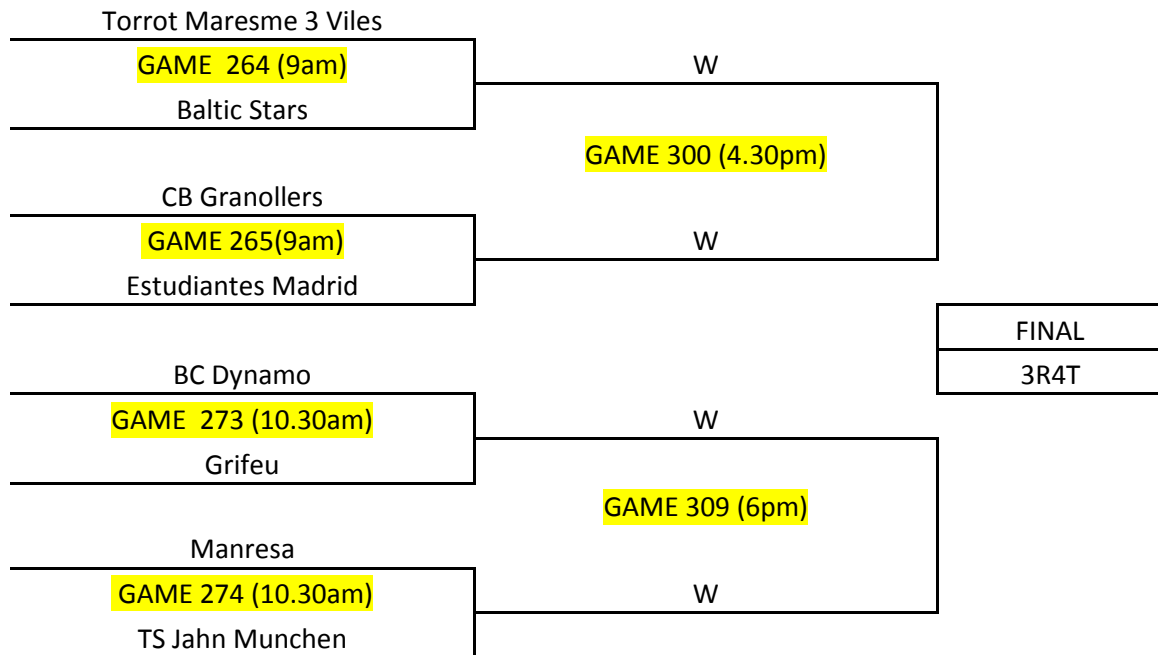 Torrot Maresme 3 Viles
GAME 264 (9am)
W
Baltic Stars
GAME 300 (4.30pm)
CB Granollers
GAME 265(9am)
W
Estudiantes Madrid
FINAL
3R4T
BC Dynamo
GAME 273 (10.30am)
W
Grifeu
GAME 309 (6pm)
Manresa
GAME 274 (10.30am)
W
TS Jahn Munchen